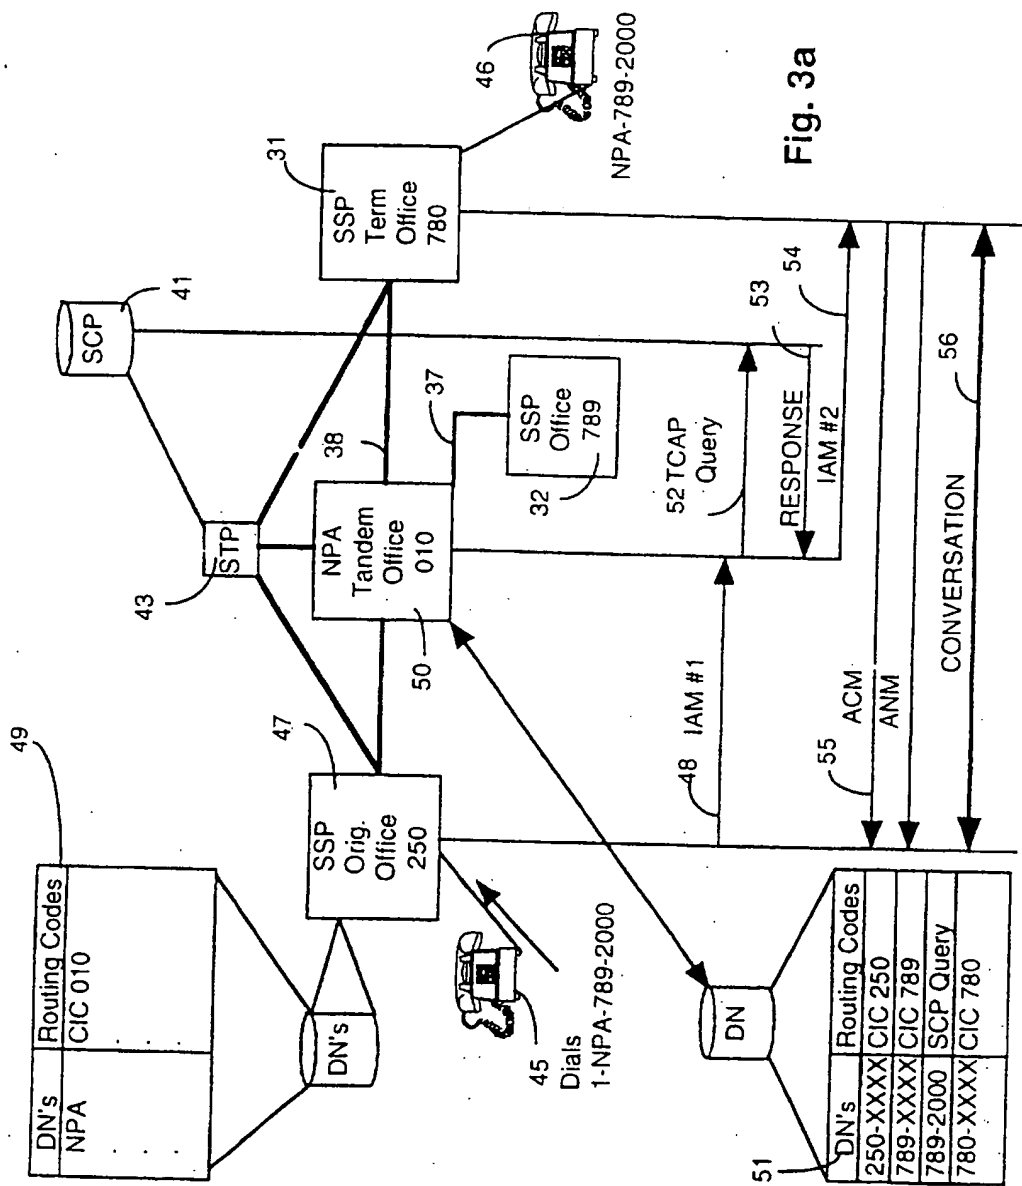 49
DN's Routing Codes
NPA CIC 010
DN's
47
SSP
Orig.
Office
250
43
STP
SCP
41
NPA
Tandem
Office
010
50
38
37
SSP
Office
789
32
31
SSP
Term
Office
780
46
NPA-789-2000
45
Dials
1-NPA-789-2000
DN
51
DN's Routing Codes
250-XXXX CIC 250
789-XXXX CIC 789
789-2000 SCP Query
780-XXXX CIC 780
48 IAM #1
52 TCAP
Query
RESPONSE
53
IAM #2
54
55
ACM
ANM
CONVERSATION
56
Fig. 3a